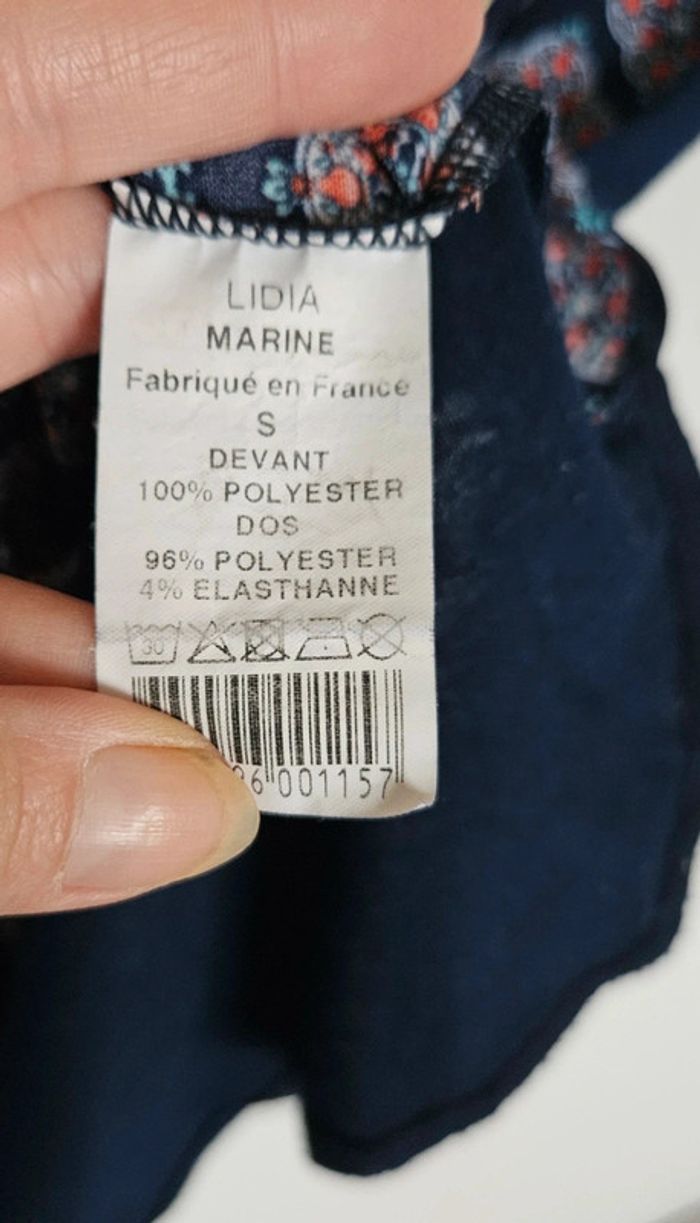 LIDIA
MARINE
Fabriqué en France
S
DEVANT
100% POLYESTER
DOS
96% POLYESTER
4% ELASTHANNE
30
001157